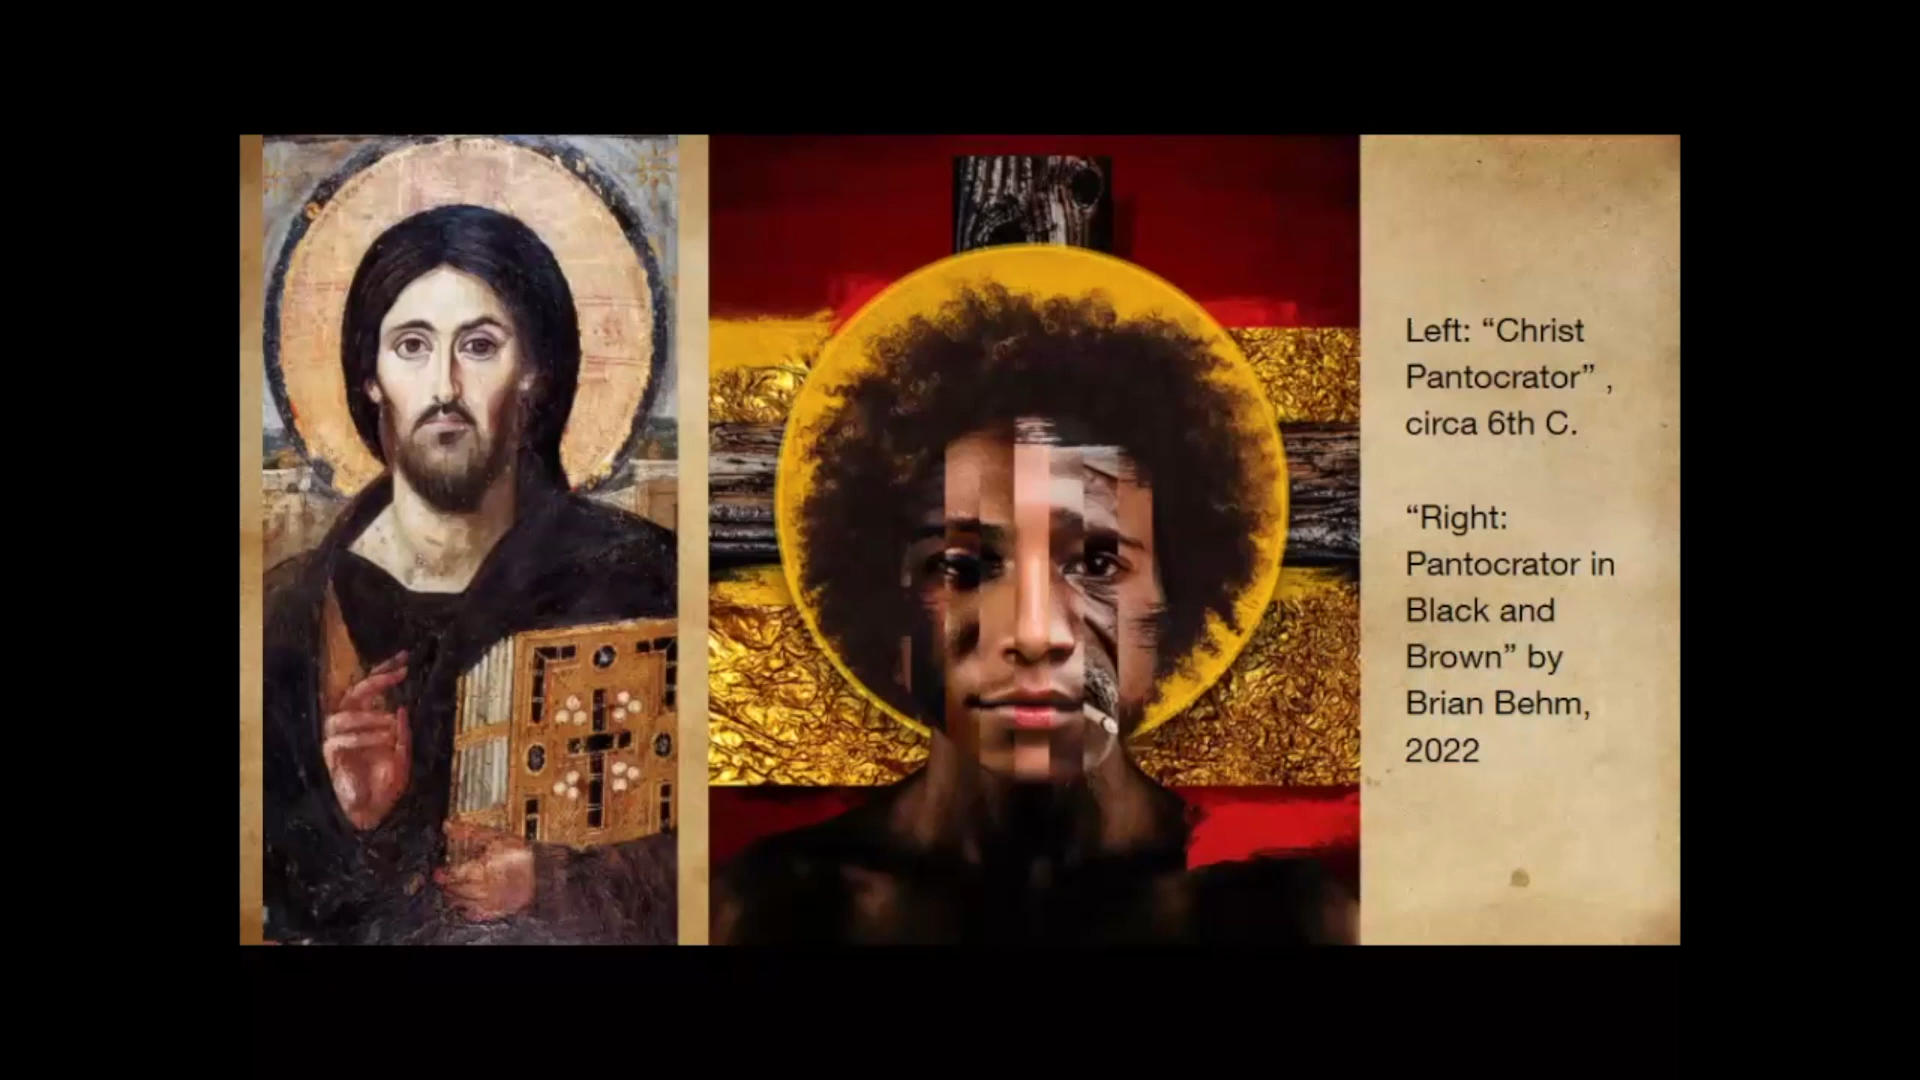 Left: “Christ
Pantocrator” ,
circa 6th C.
“Right:
Pantocrator in
Black and
Brown” by
Brian Behm,
2022